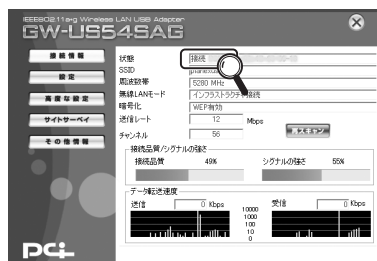 IEEE802.11a+g Wireless LAN USB Adapter
GW-US54SAG
接続情報
設定
高度な設定
サイトサーベイ
その他情報
状態 接続
SSID
周波数帯 5280 MHz
無線LANモード インフラストラクチャ接続
暗号化 WEP有効
送信レート 12 Mbps
チャンネル 56
再スキャン
接続品質/シグナルの強さ
接続品質 49% シグナルの強さ 55%
データ転送速度
送信 0 Kbps 受信 0 Kbps
10000
1000
100
10
0
PCi